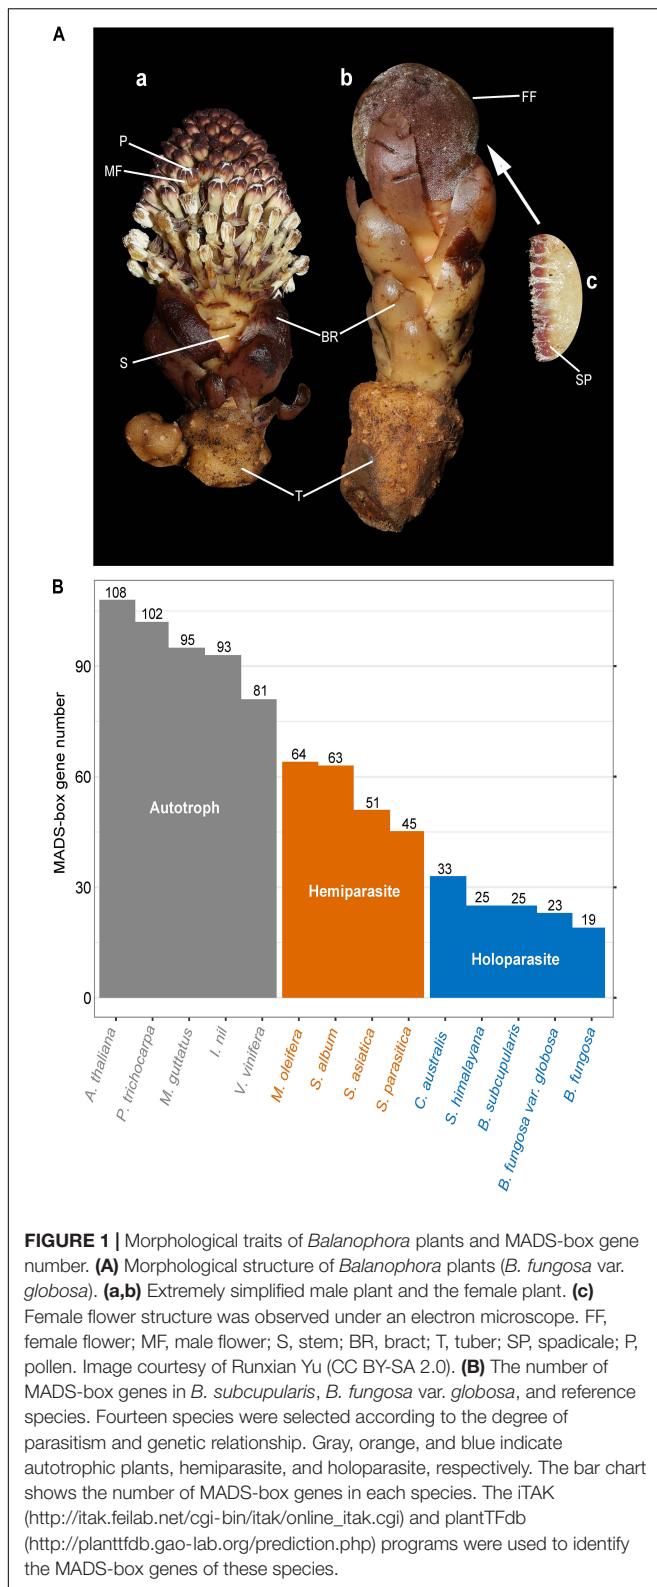 A
a
b
FF
P
MF
c
BR
S
SP
T
B
MADS-box gene number
90
60
30
0
108
102
95
93
81
64
63
51
45
33
25
25
23
19
Autotroph
Hemiparasite
Holoparasite
A. thaliana
P. trichocarpa
M. guttatus
I. nil
V. vinifera
M. oleifera
S. album
S. asiatica
S. parasitica
C. australis
S. himalayana
B. subcupularis
B. fungosa var. globosa
B. fungosa
FIGURE 1 | Morphological traits of Balanophora plants and MADS-box gene
number. (A) Morphological structure of Balanophora plants (B. fungosa var.
globosa). (a,b) Extremely simplified male plant and the female plant. (c)
Female flower structure was observed under an electron microscope. FF,
female flower; MF, male flower; S, stem; BR, bract; T, tuber; SP, spadicale; P,
pollen. Image courtesy of Runxian Yu (CC BY-SA 2.0). (B) The number of
MADS-box genes in B. subcupularis, B. fungosa var. globosa, and reference
species. Fourteen species were selected according to the degree of
parasitism and genetic relationship. Gray, orange, and blue indicate
autotrophic plants, hemiparasite, and holoparasite, respectively. The bar chart
shows the number of MADS-box genes in each species. The iTAK
(http://itak.feilab.net/cgi-bin/itak/online_itak.cgi) and plantTFdb
(http://planttfdb.gao-lab.org/prediction.php) programs were used to identify
the MADS-box genes of these species.